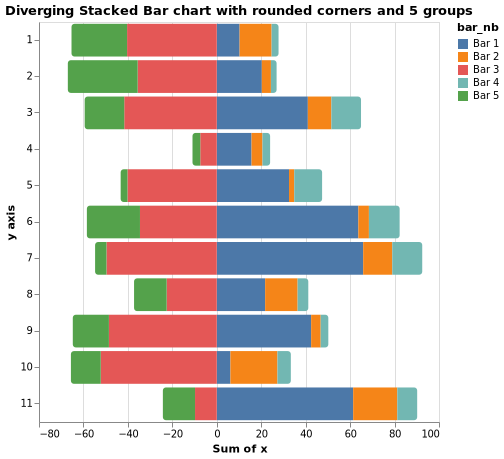 Diverging Stacked Bar chart with rounded corners and 5 groups
bar_nb
Bar 1
Bar 2
Bar 3
Bar 4
Bar 5
y axis
1
2
3
4
5
6
7
8
9
10
11
−80 −60 −40 −20 0 20 40 60 80 100
Sum of x